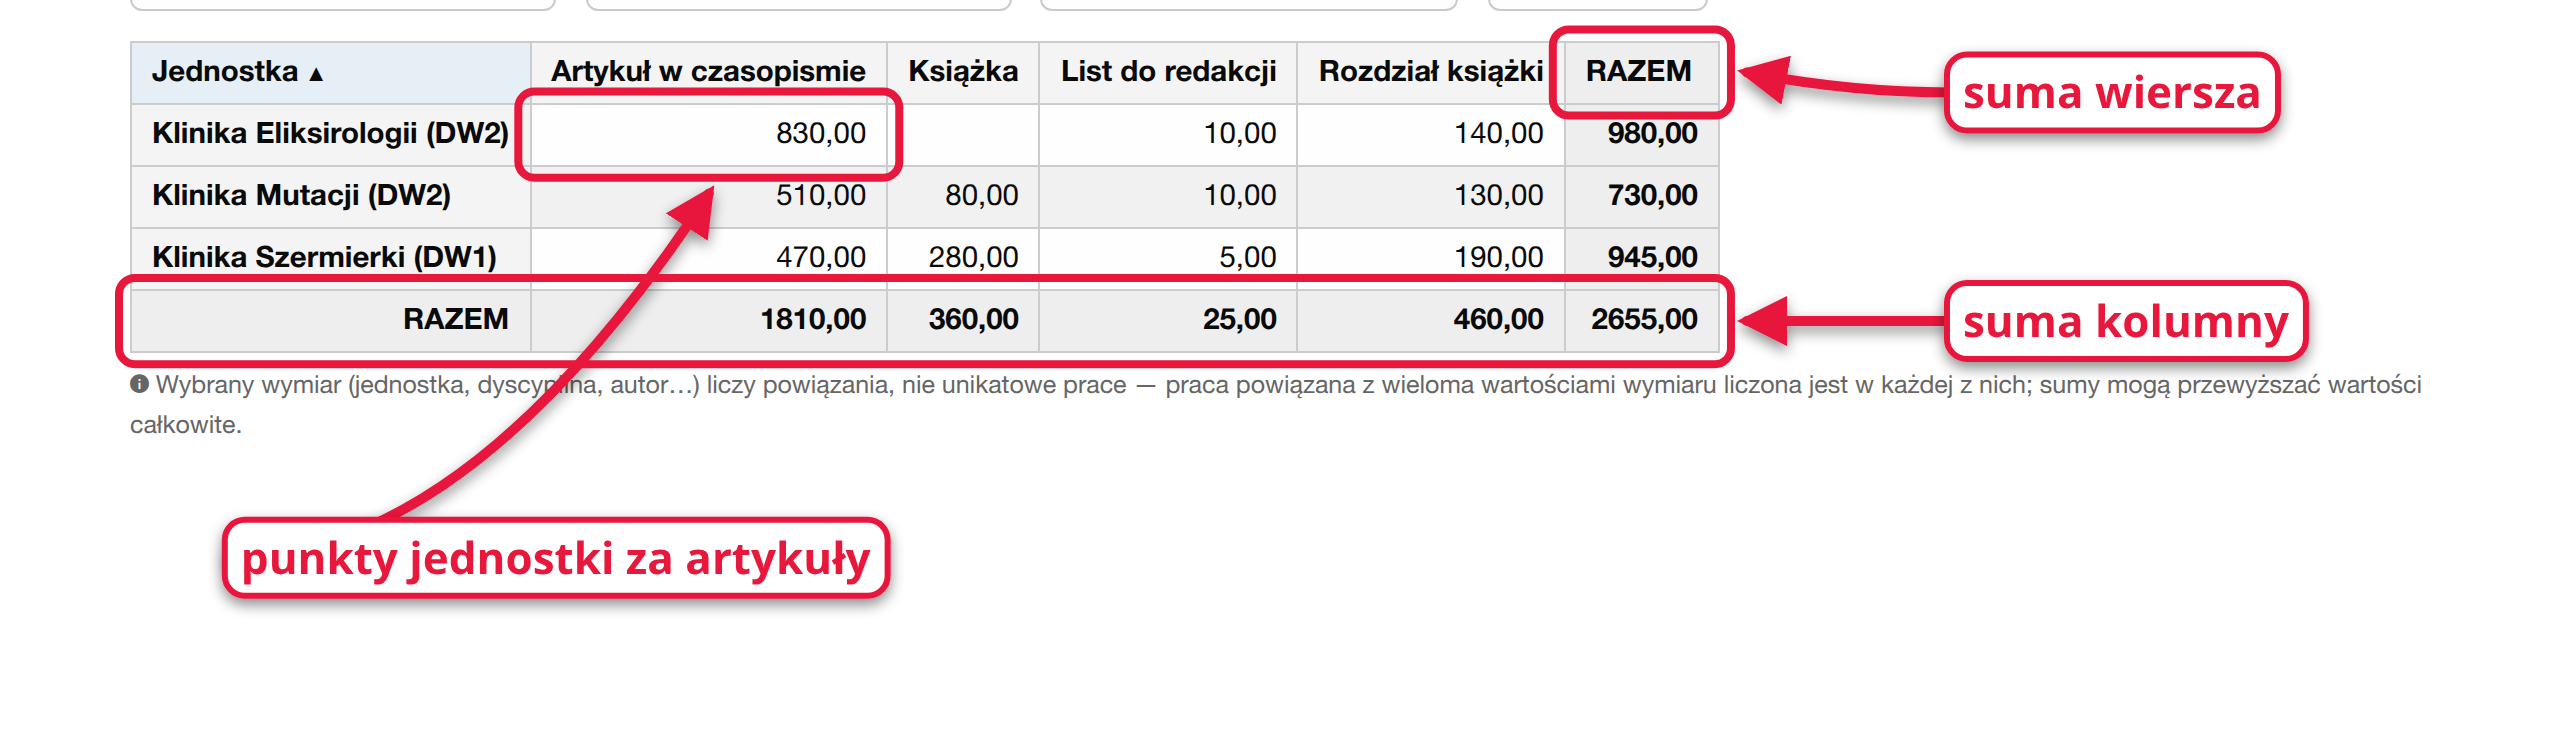 Jednostka ▲ Artykuł w czasopismie Książka List do redakcji Rozdział książki RAZEM
suma wiersza
Klinika Eliksirologii (DW2) 830,00 10,00 140,00 980,00
Klinika Mutacji (DW2) 510,00 80,00 10,00 130,00 730,00
Klinika Szermierki (DW1) 470,00 280,00 5,00 190,00 945,00
RAZEM 1810,00 360,00 25,00 460,00 2655,00
suma kolumny
Wybrany wymiar (jednostka, dyscyplina, autor...) liczy powiązania, nie unikatowe prace — praca powiązana z wieloma wartościami wymiaru liczona jest w każdej z nich; sumy mogą przewyższać wartości
całkowite.
punkty jednostki za artykuły